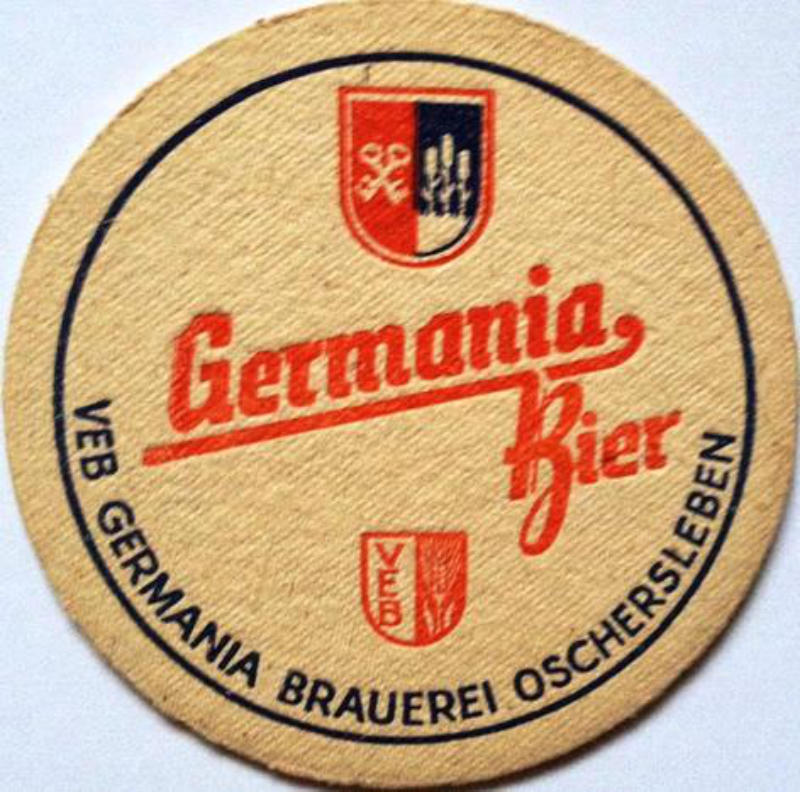 Germania
Bier
VEB
VEB GERMANIA BRAUEREI OSCHERSLEBEN